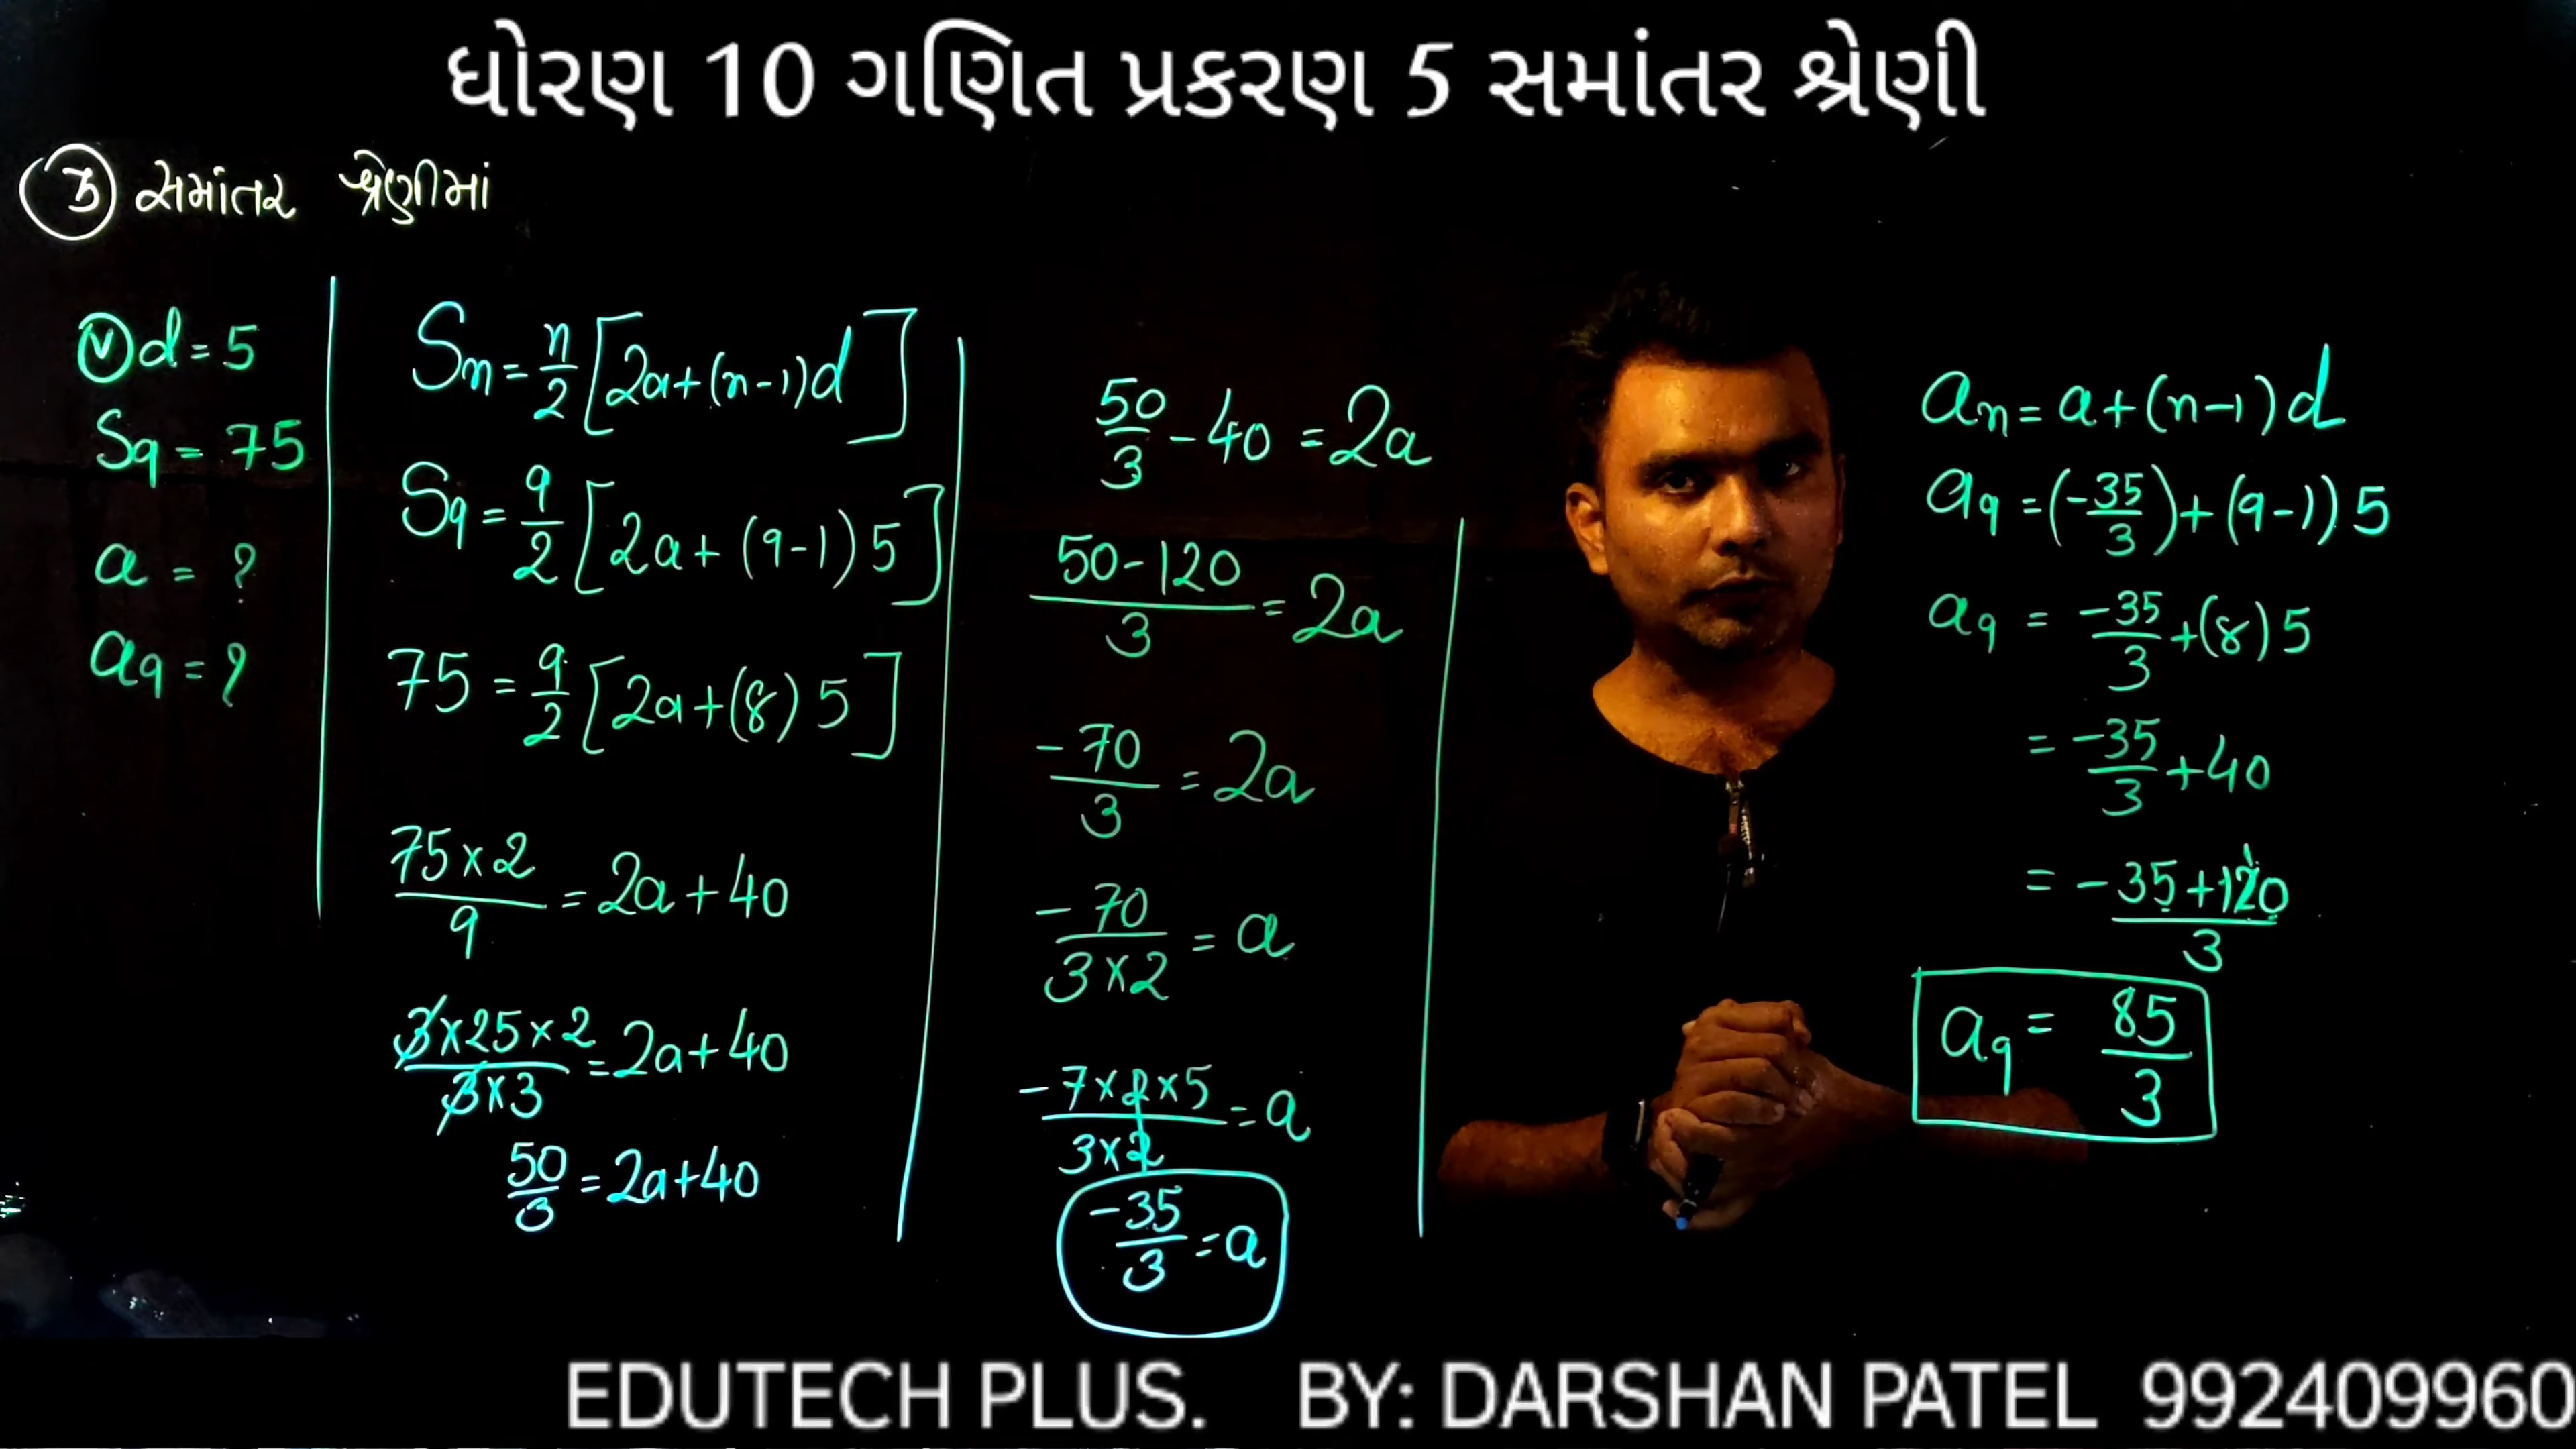 ધોરણ 10 ગણિત પ્રકરણ 5 સમાંતર શ્રેણી
③ સમાંતર શ્રેણીમાં
Ⓥ d = 5
S₉ = 75
a = ?
a₉ = ?
Sₙ = n/2 [2a + (n-1)d]
S₉ = 9/2 [2a + (9-1)5]
75 = 9/2 [2a + (8)5]
75×2/9 = 2a + 40
3×25×2/3×3 = 2a + 40
50/3 = 2a + 40
50/3 - 40 = 2a
50-120/3 = 2a
-70/3 = 2a
-70/3×2 = a
-7×2×5/3×2 = a
-35/3 = a
aₙ = a + (n-1)d
a₉ = (-35/3) + (9-1)5
a₉ = -35/3 + (8)5
= -35/3 + 40
= -35+120/3
a₉ = 85/3
EDUTECH PLUS. BY: DARSHAN PATEL 992409960